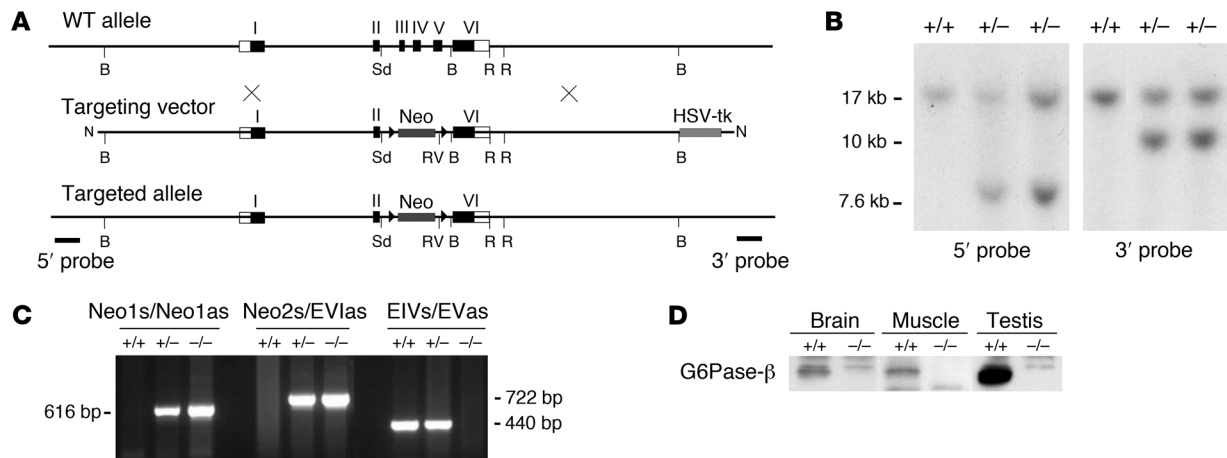 A
WT allele
I II III IV V VI
B Sd B R R B
Targeting vector
N I II Neo VI HSV-tk N
B Sd RV B R R B
Targeted allele
I II Neo VI
B Sd RV B R R B
5′ probe 3′ probe
B
+/+ +/– +/– +/+ +/– +/–
17 kb
10 kb
7.6 kb
5′ probe 3′ probe
C
Neo1s/Neo1as Neo2s/EVIas EIVs/EVas
+/+ +/– –/– +/+ +/– –/– +/+ +/– –/–
616 bp
722 bp
440 bp
D
Brain Muscle Testis
+/+ –/– +/+ –/– +/+ –/–
G6Pase-β